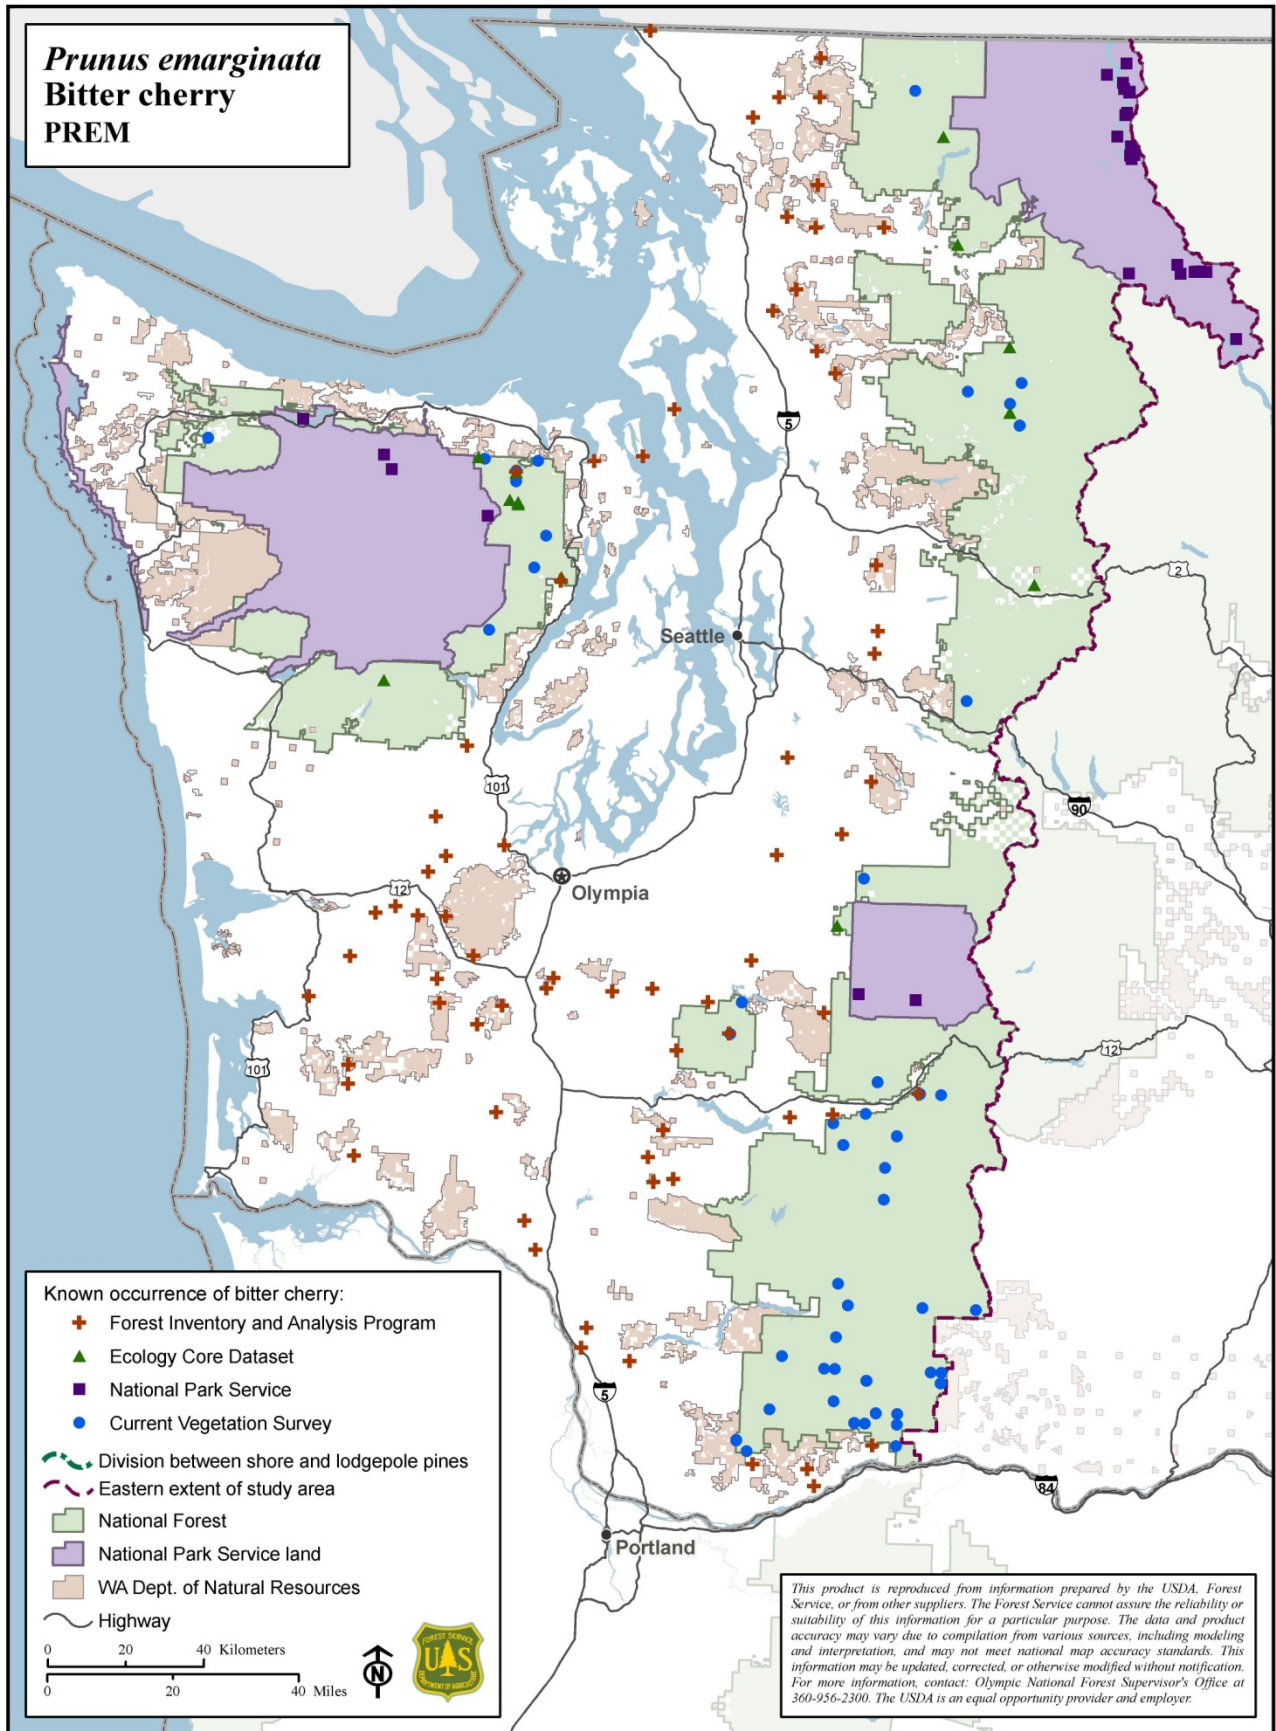 Prunus emarginata
Bitter cherry
PREM
5
2
Seattle
101
90
12
Olympia
101
12
Known occurrence of bitter cherry:
Forest Inventory and Analysis Program
Ecology Core Dataset
National Park Service
Current Vegetation Survey
Division between shore and lodgepole pines
Eastern extent of study area
National Forest
National Park Service land
WA Dept. of Natural Resources
Highway
0 20 40 Kilometers
0 20 40 Miles
N
FOREST SERVICE
U S
DEPARTMENT OF AGRICULTURE
5
84
Portland
This product is reproduced from information prepared by the USDA, Forest
Service, or from other suppliers. The Forest Service cannot assure the reliability or
suitability of this information for a particular purpose. The data and product
accuracy may vary due to compilation from various sources, including modeling
and interpretation, and may not meet national map accuracy standards. This
information may be updated, corrected, or otherwise modified without notification.
For more information, contact: Olympic National Forest Supervisor's Office at
360-956-2300. The USDA is an equal opportunity provider and employer.